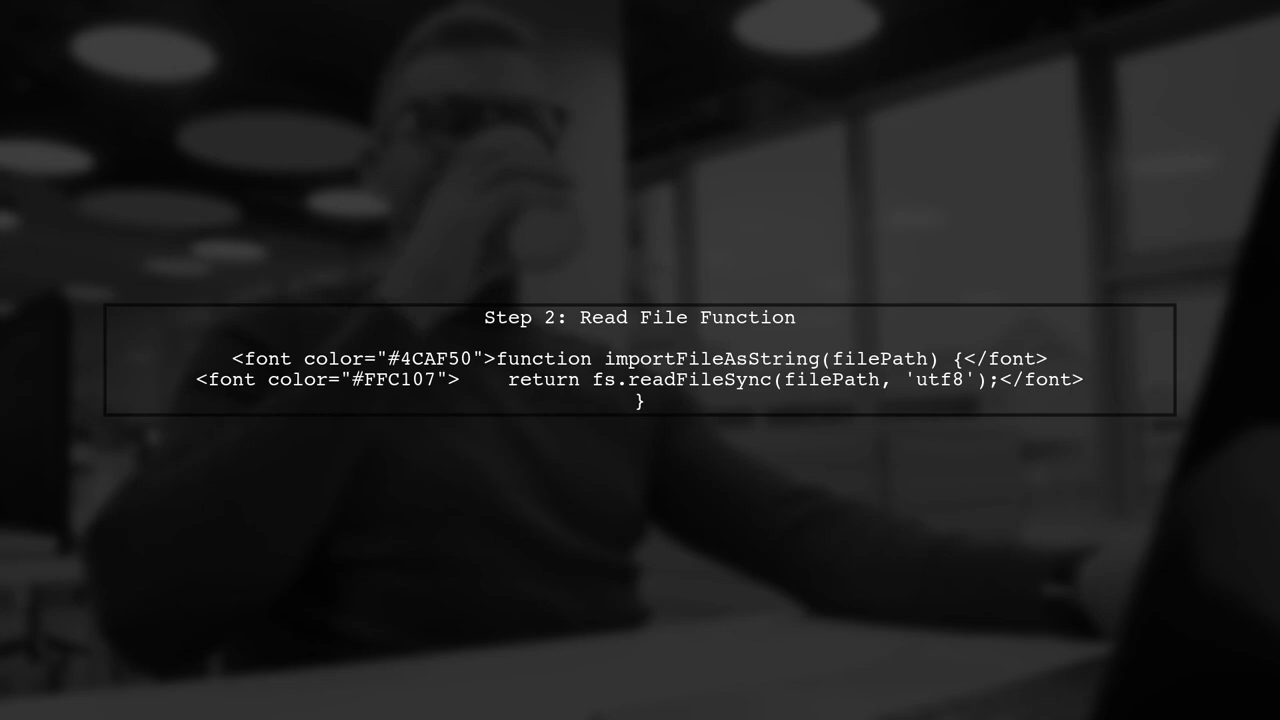 Step 2: Read File Function
<font color="#4CAF50">function importFileAsString(filePath) {</font>
<font color="#FFC107">    return fs.readFileSync(filePath, 'utf8');</font>
}